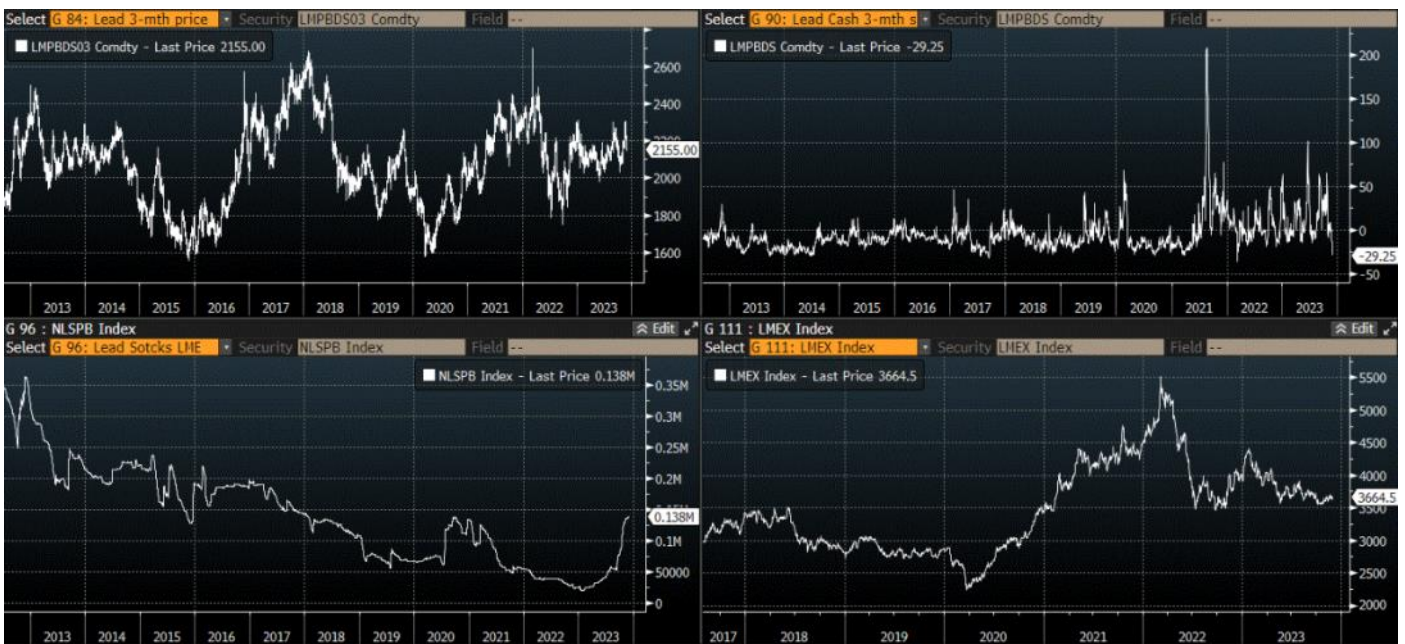 Select G 84: Lead 3-mth price Security LMPBDS03 Comdty Field --
LMPBDS03 Comdty - Last Price 2155.00
2600
2400
2200
2155.00
2000
1800
1600
2013 2014 2015 2016 2017 2018 2019 2020 2021 2022 2023
Select G 90: Lead Cash 3-mth s Security LMPBDS Comdty Field --
LMPBDS Comdty - Last Price -29.25
200
150
100
50
0
-29.25
-50
2013 2014 2015 2016 2017 2018 2019 2020 2021 2022 2023
G 96 : NLSPB Index Edit
Select G 96: Lead Sotcks LME Security NLSPB Index Field --
NLSPB Index - Last Price 0.138M
0.35M
0.3M
0.25M
0.2M
0.138M
0.1M
50000
0
2013 2014 2015 2016 2017 2018 2019 2020 2021 2022 2023
G 111 : LMEX Index Edit
Select G 111: LMEX Index Security LMEX Index Field --
LMEX Index - Last Price 3664.5
5500
5000
4500
4000
3664.5
3500
3000
2500
2000
2017 2018 2019 2020 2021 2022 2023